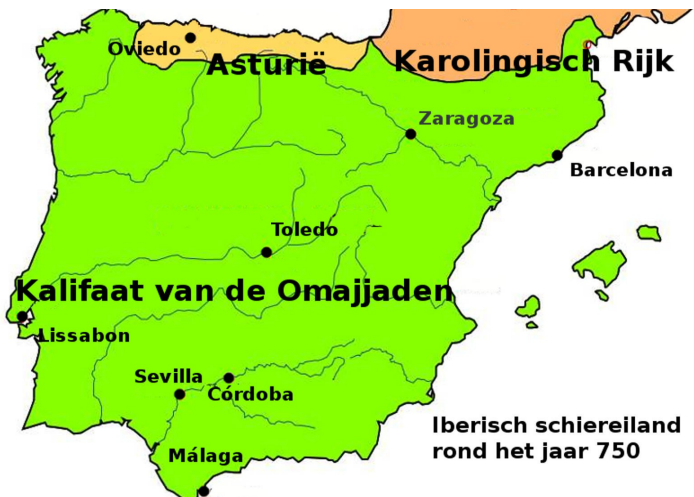 Oviedo
Asturië
Karolingisch Rijk
Zaragoza
Barcelona
Toledo
Kalifaat van de Omajjaden
Lissabon
Sevilla
Córdoba
Málaga
Iberisch schiereiland
rond het jaar 750